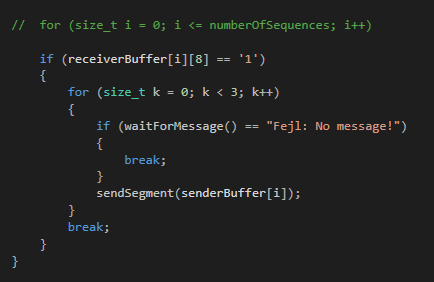 //  for (size_t i = 0; i <= numberOfSequences; i++)
    if (receiverBuffer[i][8] == '1')
    {
        for (size_t k = 0; k < 3; k++)
        {
            if (waitForMessage() == "Fejl: No message!")
            {
                break;
            }
            sendSegment(senderBuffer[i]);
        }
        break;
    }
}